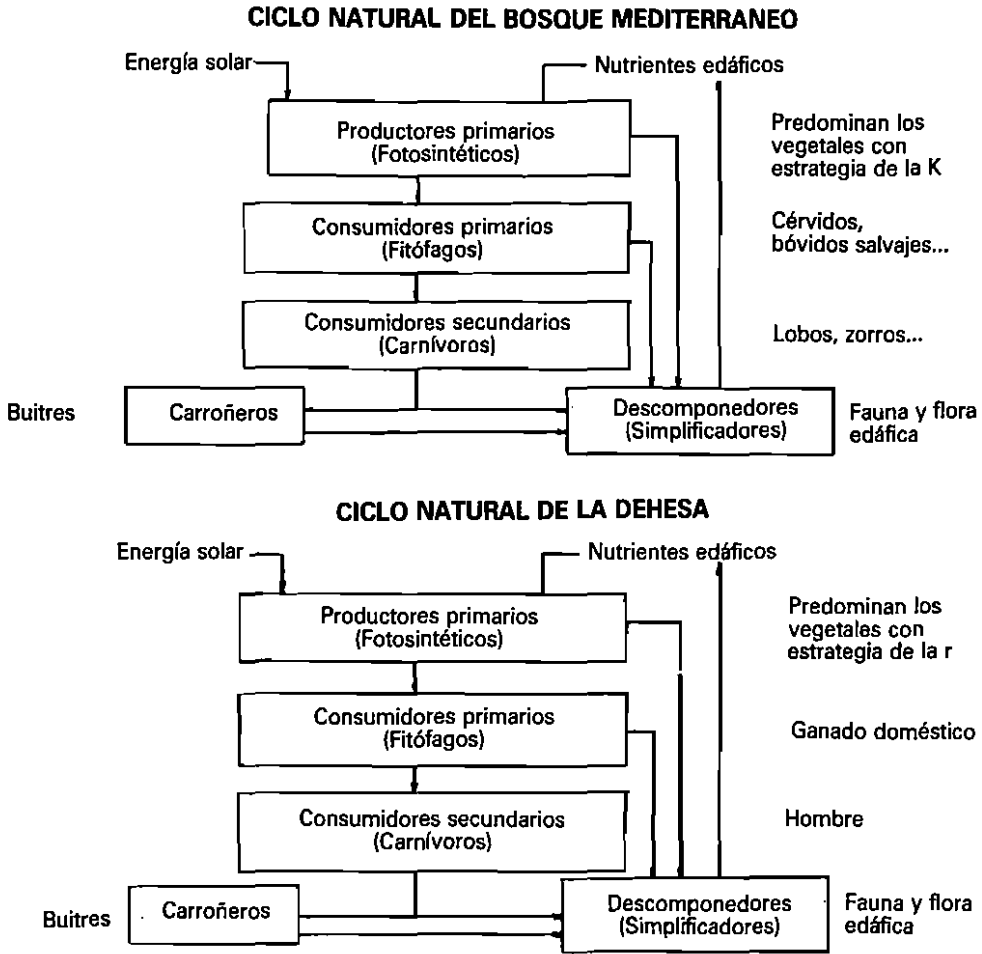 CICLO NATURAL DEL BOSQUE MEDITERRANEO
Energía solar
Nutrientes edáficos
Productores primarios
(Fotosintéticos)
Predominan los
vegetales con
estrategia de la K
Consumidores primarios
(Fitófagos)
Cérvidos,
bóvidos salvajes...
Consumidores secundarios
(Carnívoros)
Lobos, zorros...
Buitres
Carroñeros
Descomponedores
(Simplificadores)
Fauna y flora
edáfica
CICLO NATURAL DE LA DEHESA
Energía solar
Nutrientes edáficos
Productores primarios
(Fotosintéticos)
Predominan los
vegetales con
estrategia de la r
Consumidores primarios
(Fitófagos)
Ganado doméstico
Consumidores secundarios
(Carnívoros)
Hombre
Buitres
Carroñeros
Descomponedores
(Simplificadores)
Fauna y flora
edáfica